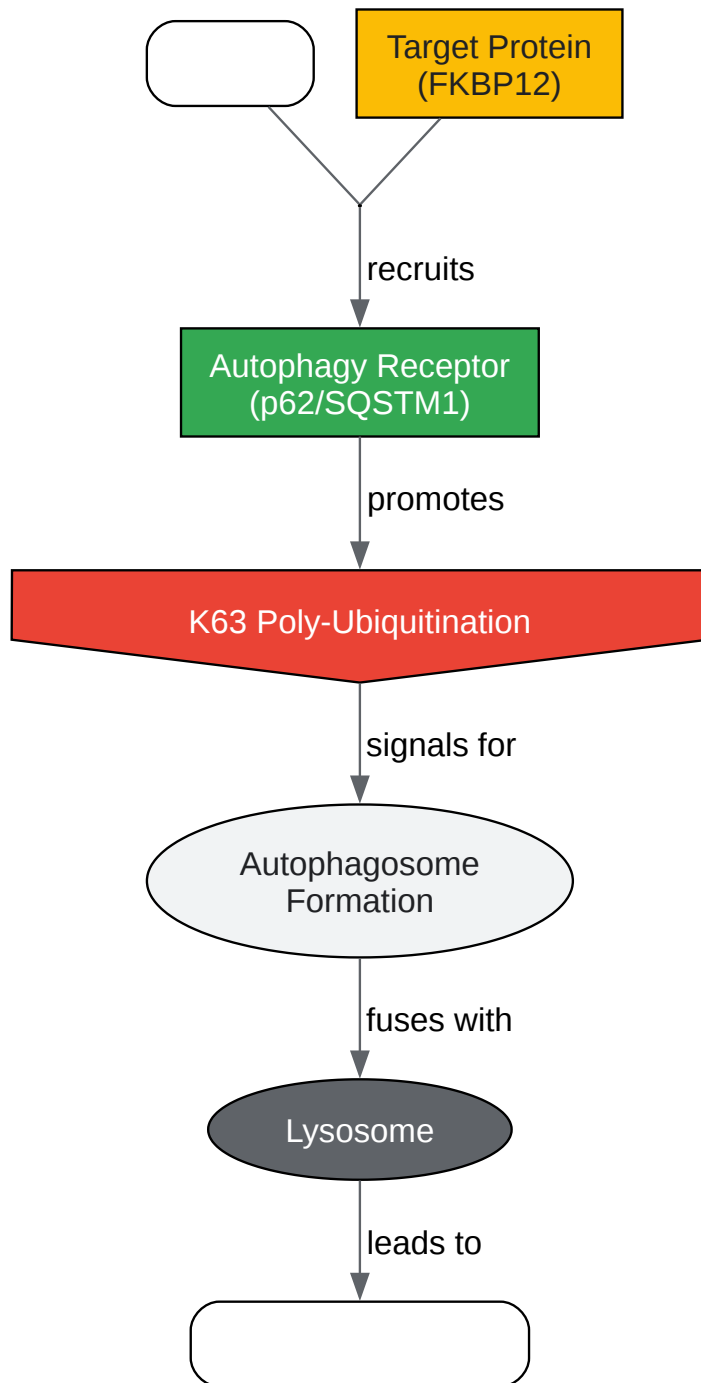 Target Protein
(FKBP12)
recruits
Autophagy Receptor
(p62/SQSTM1)
promotes
K63 Poly-Ubiquitination
signals for
Autophagosome
Formation
fuses with
Lysosome
leads to